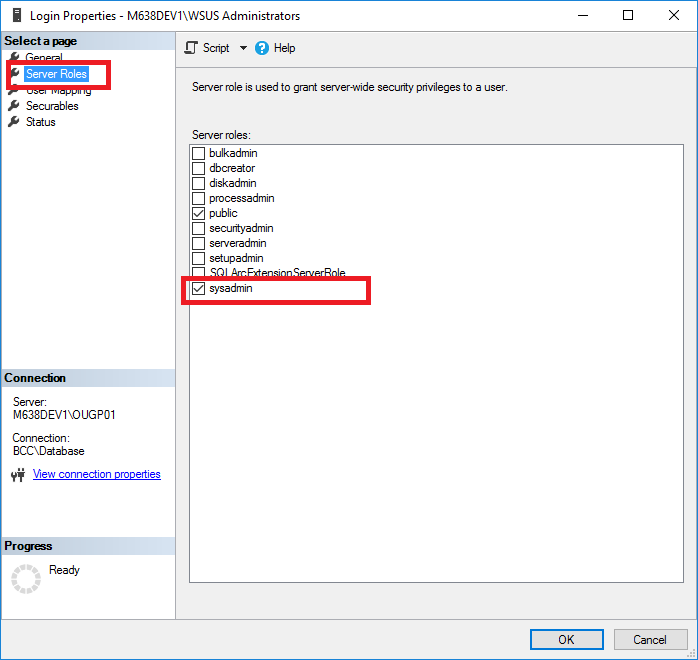 Login Properties - M638DEV1\WSUS Administrators
Select a page
General
Server Roles
User Mapping
Securables
Status
Script
Help
Server role is used to grant server-wide security privileges to a user.
Server roles:
bulkadmin
dbcreator
diskadmin
processadmin
public
securityadmin
serveradmin
setupadmin
SQLArcExtensionServerRole
sysadmin
Connection
Server:
M638DEV1\OUGP01
Connection:
BCC\Database
View connection properties
Progress
Ready
OK
Cancel